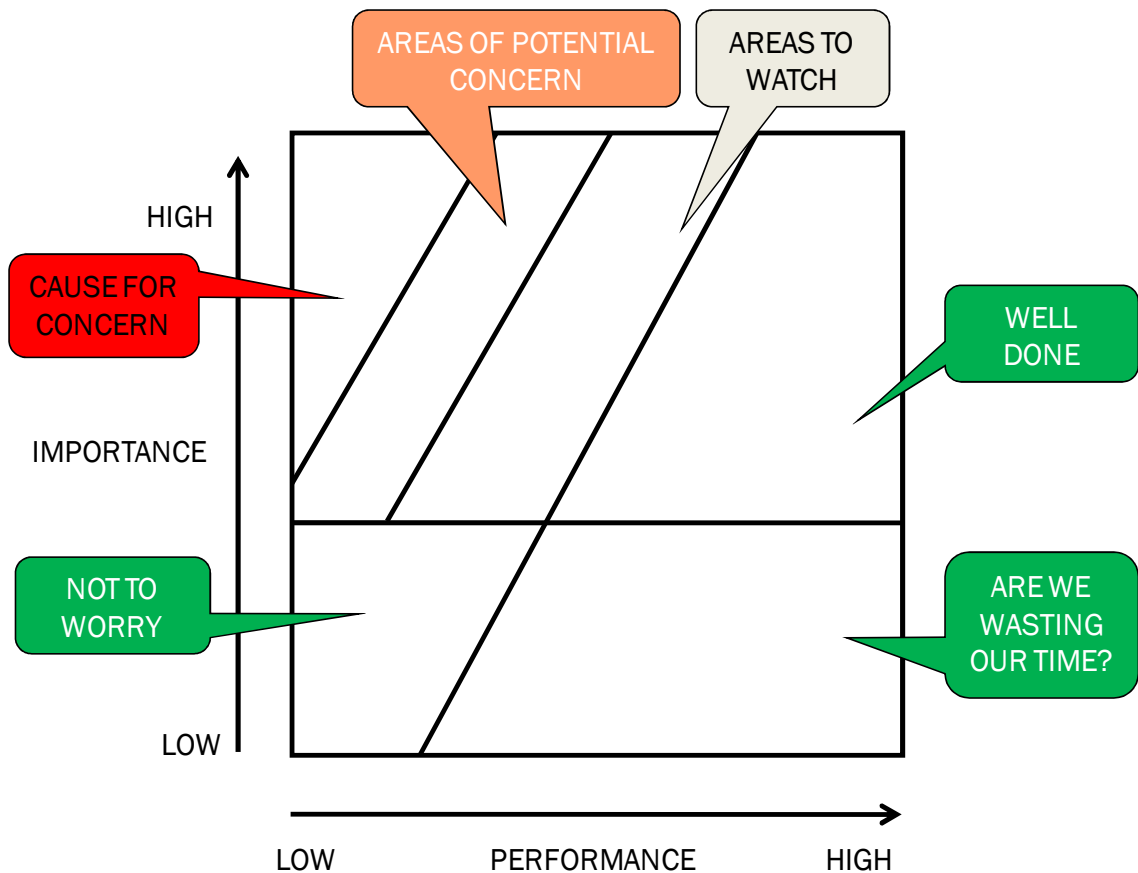 AREAS OF POTENTIAL
CONCERN
AREAS TO
WATCH
HIGH
CAUSE FOR
CONCERN
WELL
DONE
IMPORTANCE
NOT TO
WORRY
ARE WE
WASTING
OUR TIME?
LOW
LOW
PERFORMANCE
HIGH